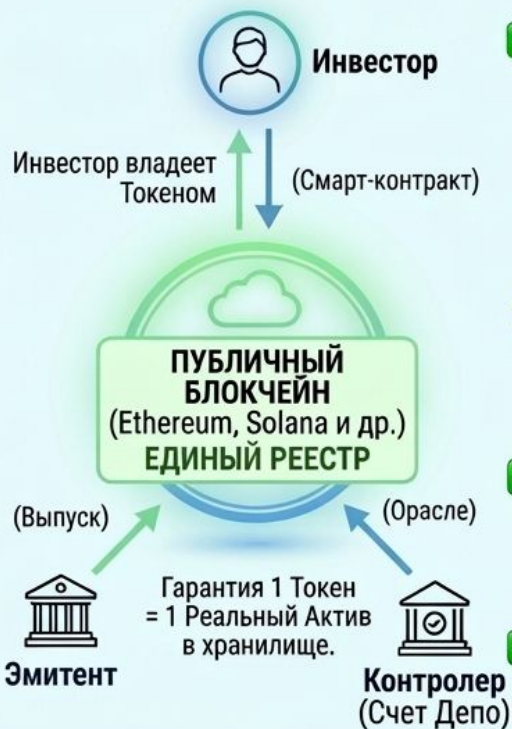 Инвестор
Инвестор владеет
Токеном
(Смарт-контракт)
ПУБЛИЧНЫЙ
БЛОКЧЕЙН
(Ethereum, Solana и др.)
ЕДИНЫЙ РЕЕСТР
(Выпуск)
(Орасле)
Гарантия 1 Токен
= 1 Реальный Актив
в хранилище.
Эмитент
Контролер
(Счет Депо)